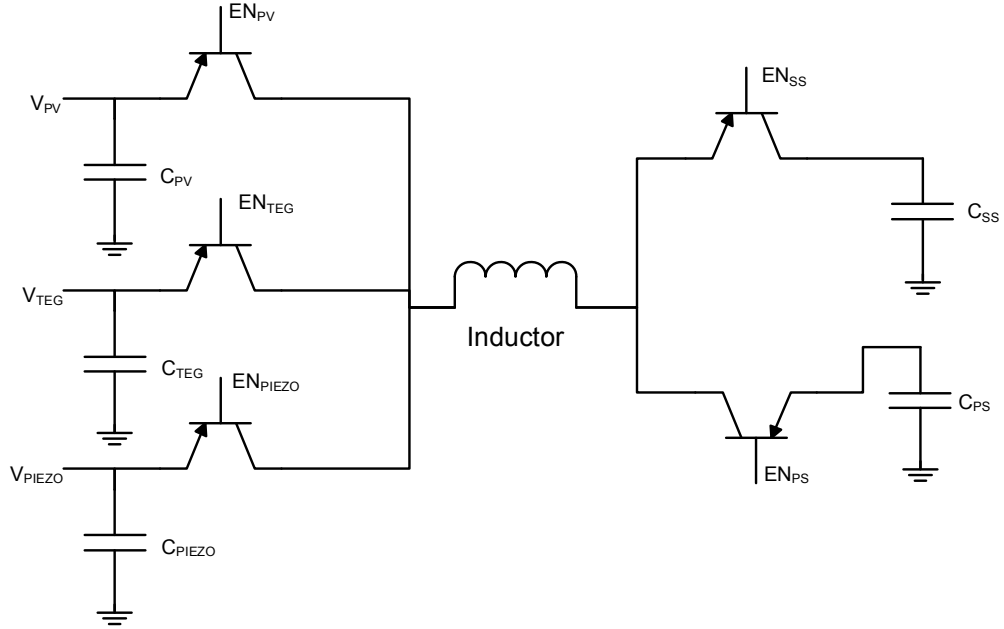 EN_PV
V_PV
C_PV
EN_SS
C_SS
EN_TEG
V_TEG
C_TEG
Inductor
EN_PIEZO
V_PIEZO
C_PIEZO
C_PS
EN_PS